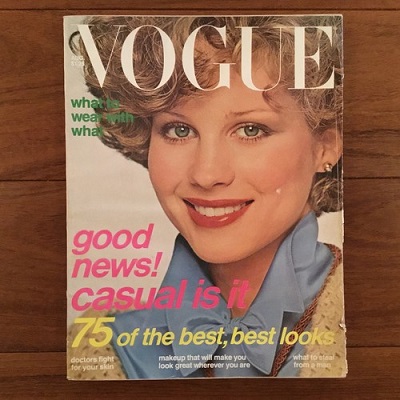 VOGUE
what to
wear with
what
good
news!
casual is it
75 of the best, best looks
doctors fight
for your skin
makeup that will make you
look great wherever you are
what to steal
from a man